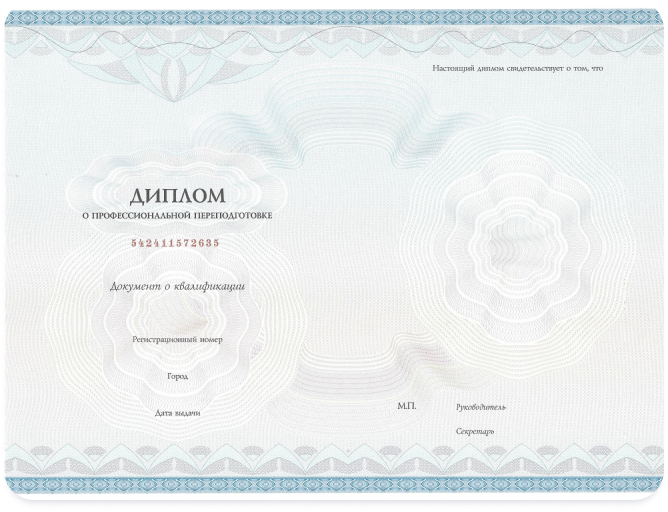 Настоящий диплом свидетельствует о том, что
ДИПЛОМ
О ПРОФЕССИОНАЛЬНОЙ ПЕРЕПОДГОТОВКЕ
542411572635
Документ о квалификации
Регистрационный номер
Город
Дата выдачи
М.П.
Руководитель
Секретарь